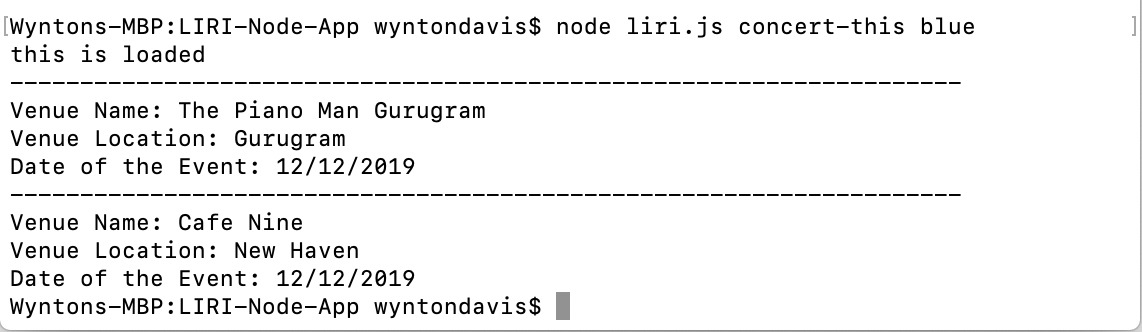 [Wyntons-MBP:LIRI-Node-App wyntondavis$ node liri.js concert-this blue ]
this is loaded
--------------------------------------------------------------------
Venue Name: The Piano Man Gurugram
Venue Location: Gurugram
Date of the Event: 12/12/2019
--------------------------------------------------------------------
Venue Name: Cafe Nine
Venue Location: New Haven
Date of the Event: 12/12/2019
Wyntons-MBP:LIRI-Node-App wyntondavis$